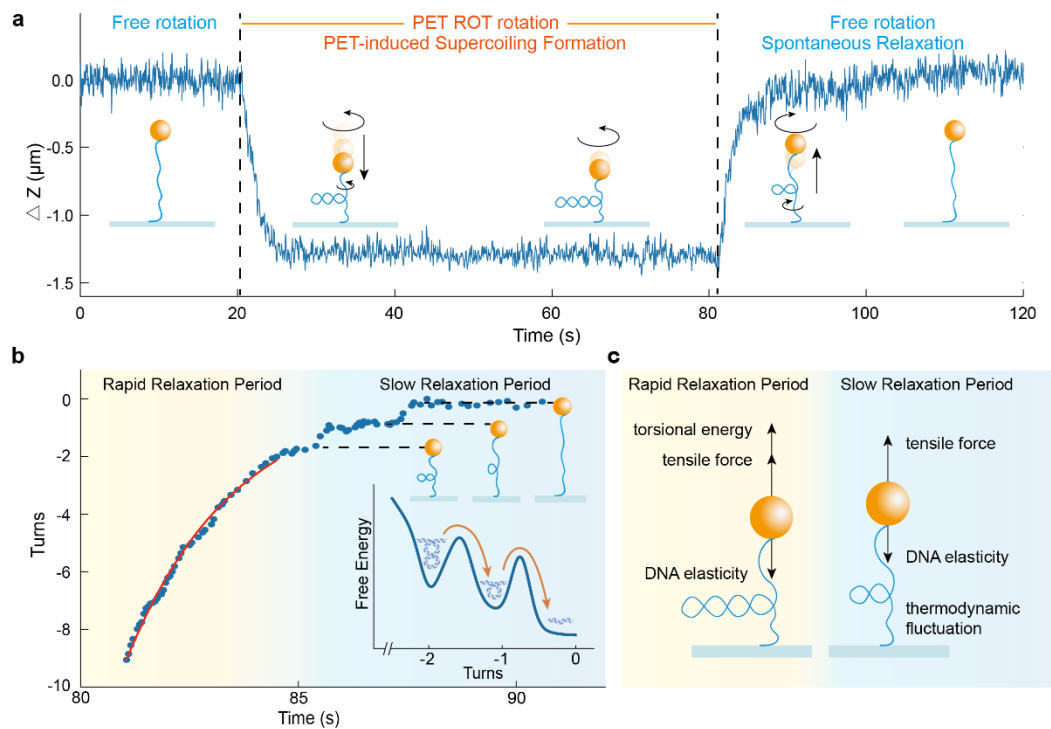 a
Free rotation
PET ROT rotation
PET-induced Supercoiling Formation
Free rotation
Spontaneous Relaxation
0.0
-0.5
-1.0
-1.5
△ Z (μm)
0
20
40
60
80
100
120
Time (s)
b
Rapid Relaxation Period
Slow Relaxation Period
0
-2
-4
-6
-8
-10
Turns
80
85
90
Time (s)
Free Energy
-2
-1
0
Turns
c
Rapid Relaxation Period
Slow Relaxation Period
torsional energy
tensile force
DNA elasticity
tensile force
DNA elasticity
thermodynamic
fluctuation